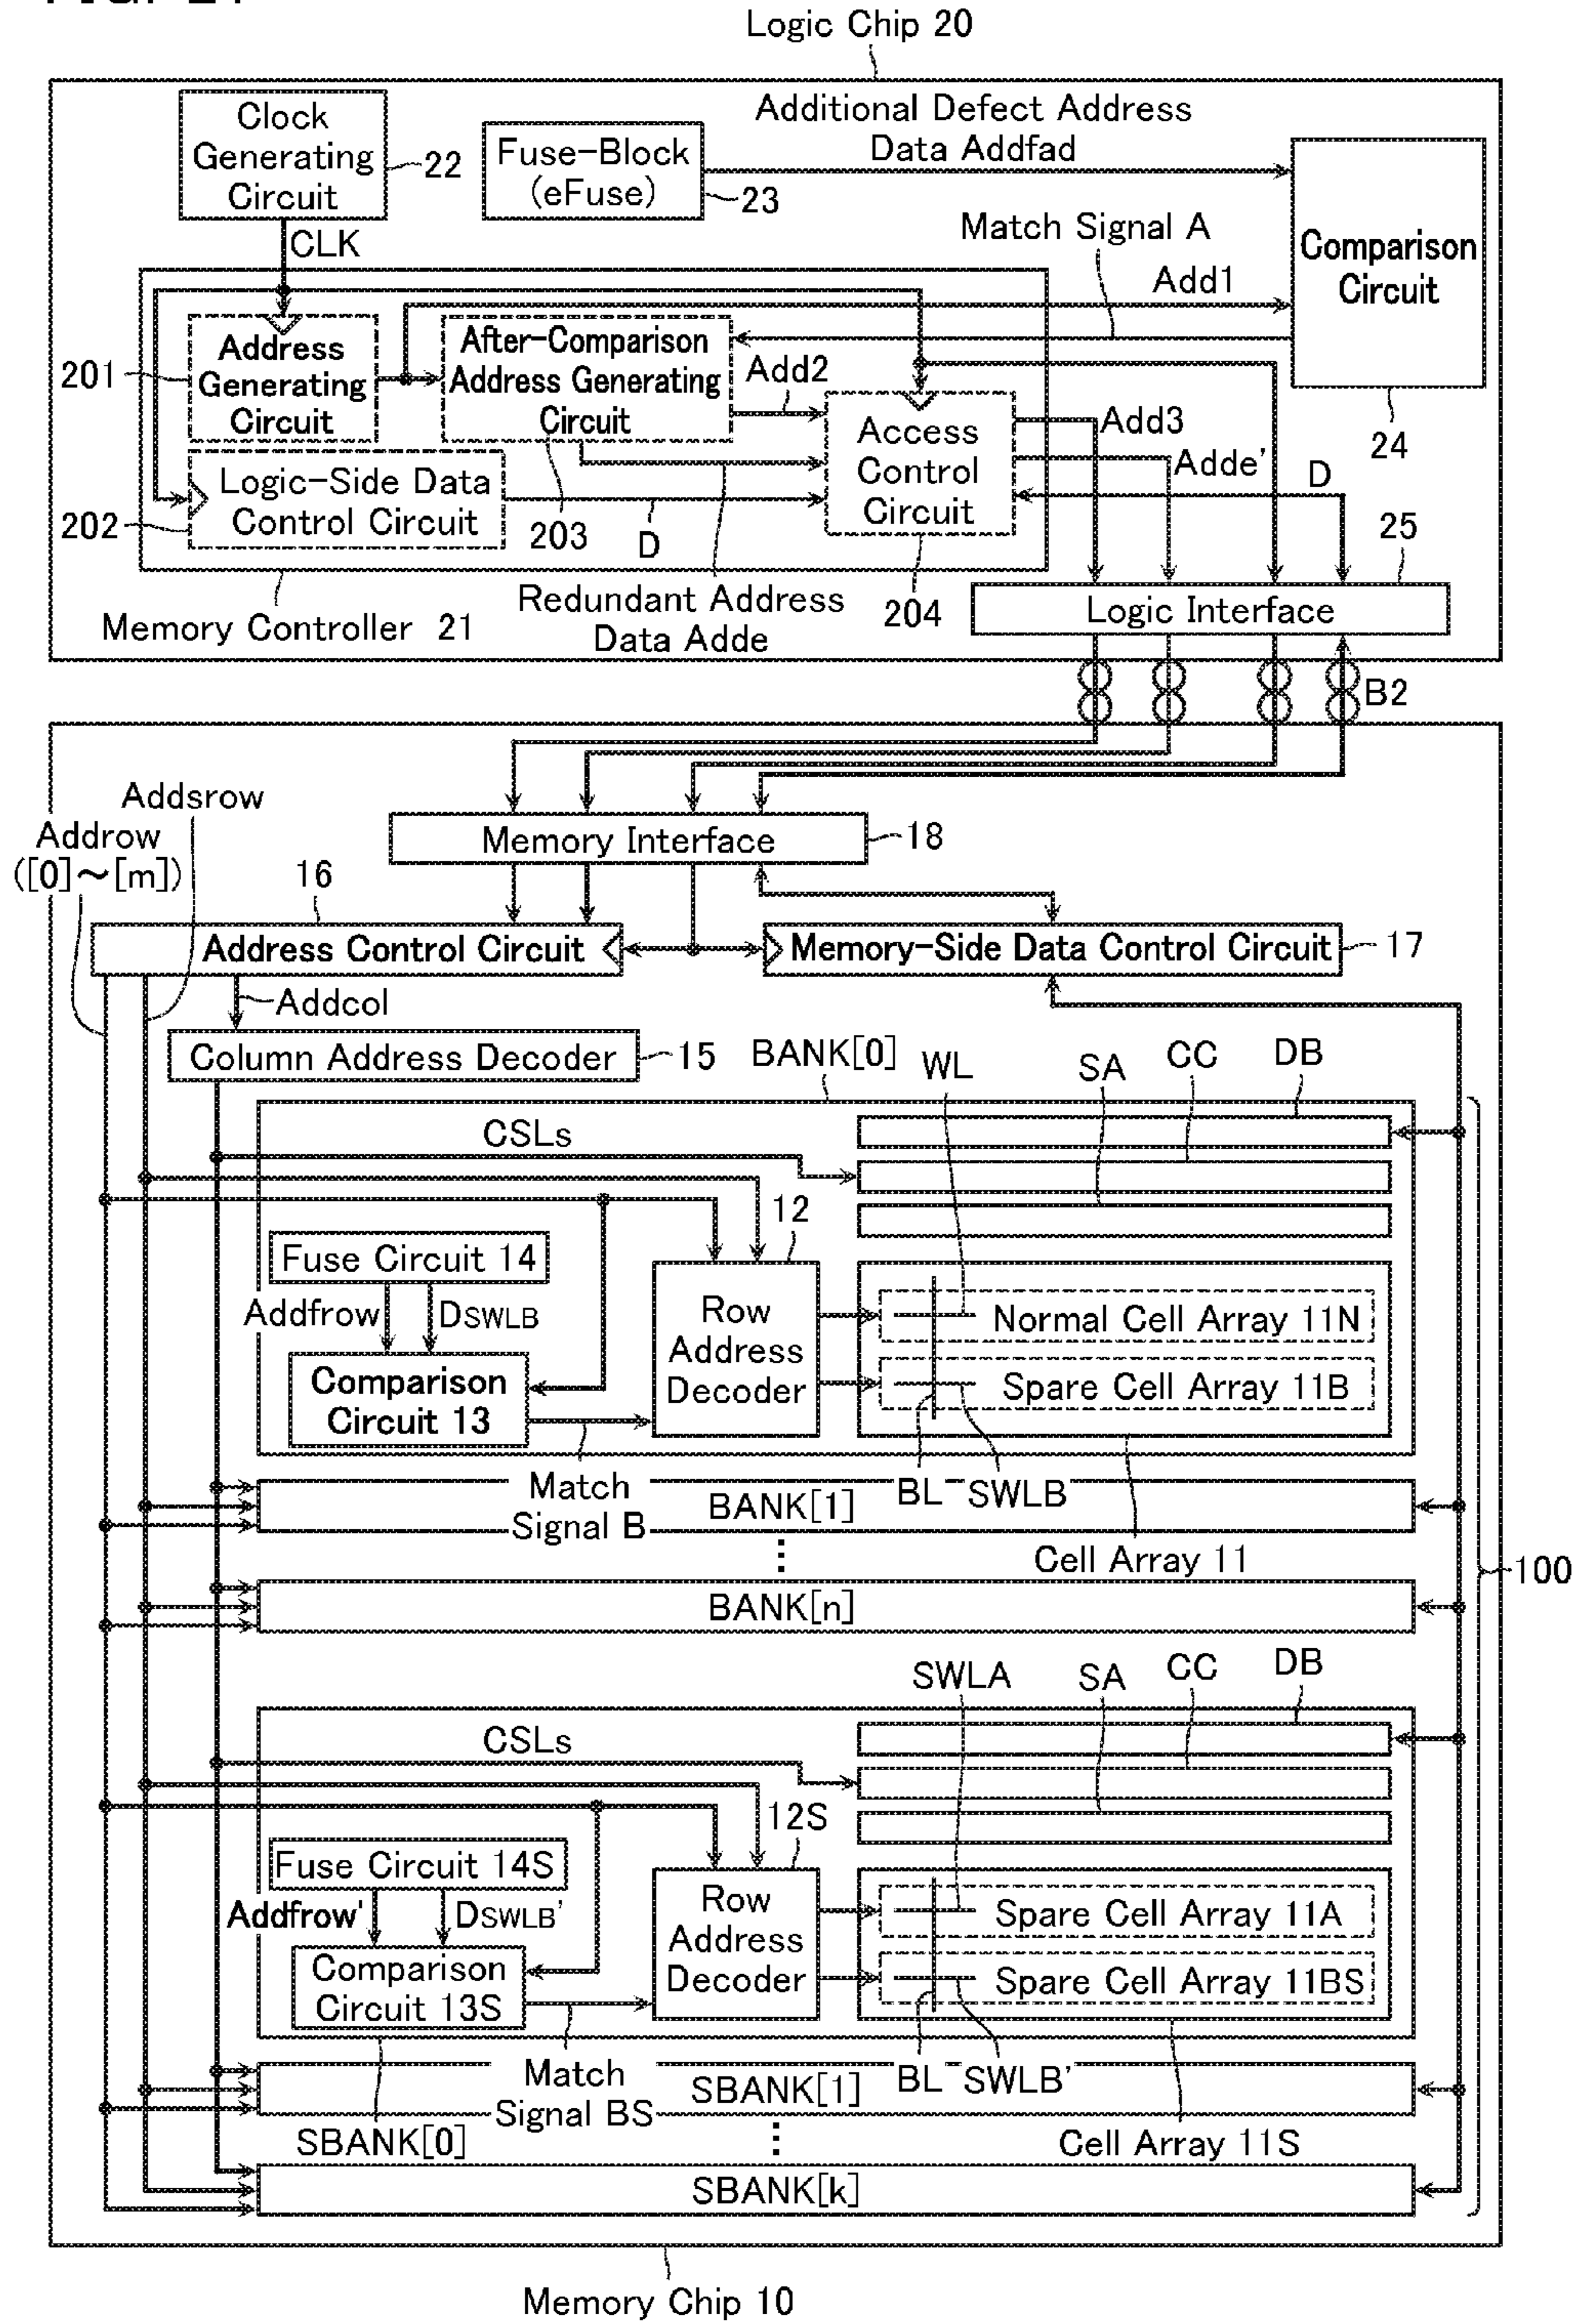 Logic Chip 20
Clock
Generating
Circuit
22
Fuse-Block
(eFuse)
23
Additional Defect Address
Data Addfad
Match Signal A
Comparison
Circuit
24
CLK
Add1
201
Address
Generating
Circuit
After-Comparison
Address Generating
Circuit
Add2
Access
Control
Circuit
Add3
Adde'
D
25
202
Logic-Side Data
Control Circuit
203
D
204
Redundant Address
Data Adde
Logic Interface
Memory Controller 21
B2
Addsrow
Addrow
([0]~[m])
16
Memory Interface
18
Address Control Circuit
Memory-Side Data Control Circuit
17
Addcol
Column Address Decoder
15
BANK[0]
WL
SA
CC
DB
CSLs
12
Fuse Circuit 14
Addfrow
DSWLB
Comparison
Circuit 13
Row
Address
Decoder
Normal Cell Array 11N
Spare Cell Array 11B
Match
Signal B
BL
SWLB
BANK[1]
⋮
Cell Array 11
100
BANK[n]
SWLA
SA
CC
DB
CSLs
12S
Fuse Circuit 14S
Addfrow'
DSWLB'
Comparison
Circuit 13S
Row
Address
Decoder
Spare Cell Array 11A
Spare Cell Array 11BS
Match
Signal BS
BL
SWLB'
SBANK[1]
SBANK[0]
⋮
Cell Array 11S
SBANK[k]
Memory Chip 10